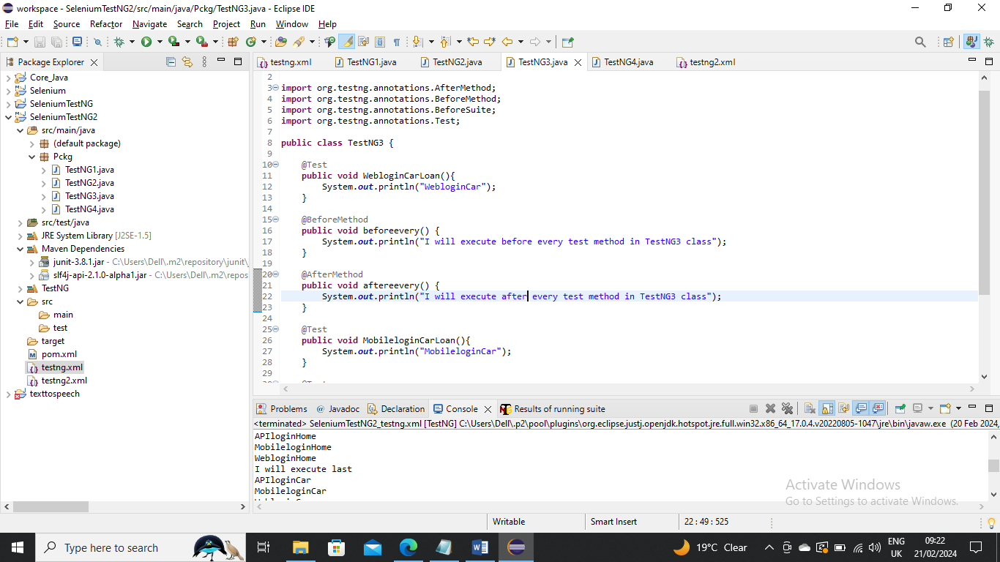 workspace - SeleniumTestNG2/src/main/java/Pckg/TestNG3.java - Eclipse IDE
File Edit Source Refactor Navigate Search Project Run Window Help
Package Explorer
testng.xml TestNG1.java TestNG2.java TestNG3.java TestNG4.java testng2.xml
Core_Java
Selenium
SeleniumTestNG
SeleniumTestNG2
src/main/java
(default package)
Pckg
TestNG1.java
TestNG2.java
TestNG3.java
TestNG4.java
src/test/java
JRE System Library [J2SE-1.5]
Maven Dependencies
junit-3.8.1.jar - C:\Users\Dell\.m2\repository\junit\
slf4j-api-2.1.0-alpha1.jar - C:\Users\Dell\.m2\repos
TestNG
src
main
test
target
pom.xml
testng.xml
testng2.xml
texttospeech
2
3 import org.testng.annotations.AfterMethod;
4 import org.testng.annotations.BeforeMethod;
5 import org.testng.annotations.BeforeSuite;
6 import org.testng.annotations.Test;
7
8 public class TestNG3 {
9
10 @Test
11 public void WebloginCarLoan(){
12 System.out.println("WebloginCar");
13 }
14
15 @BeforeMethod
16 public void beforeevery() {
17 System.out.println("I will execute before every test method in TestNG3 class");
18 }
19
20 @AfterMethod
21 public void aftereevery() {
22 System.out.println("I will execute after every test method in TestNG3 class");
23 }
24
25 @Test
26 public void MobileloginCarLoan(){
27 System.out.println("MobileloginCar");
28 }
29
Problems Javadoc Declaration Console Results of running suite
<terminated> SeleniumTestNG2_testng.xml [TestNG] C:\Users\Dell\.p2\pool\plugins\org.eclipse.justj.openjdk.hotspot.jre.full.win32.x86_64_17.0.4.v20220805-1047\jre\bin\javaw.exe (20 Feb 2024,
APIloginHome
MobileloginHome
WebloginHome
I will execute last
APIloginCar
MobileloginCar
Activate Windows
Go to Settings to activate Windows.
Writable Smart Insert 22 : 49 : 525
Type here to search
19°C Clear
ENG
UK
09:22
21/02/2024